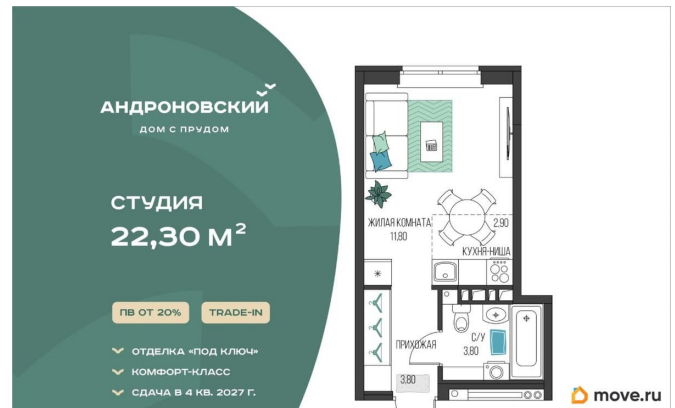 АНДРОНОВСКИЙ
ДОМ С ПРУДОМ
СТУДИЯ
22,30 М²
ПВ ОТ 20%
TRADE-IN
ОТДЕЛКА «ПОД КЛЮЧ»
КОМФОРТ-КЛАСС
СДАЧА В 4 КВ. 2027 Г.
ЖИЛАЯ КОМНАТА
11,80
2,90
КУХНЯ-НИША
ПРИХОЖАЯ
3,80
С/У
3,80
move.ru